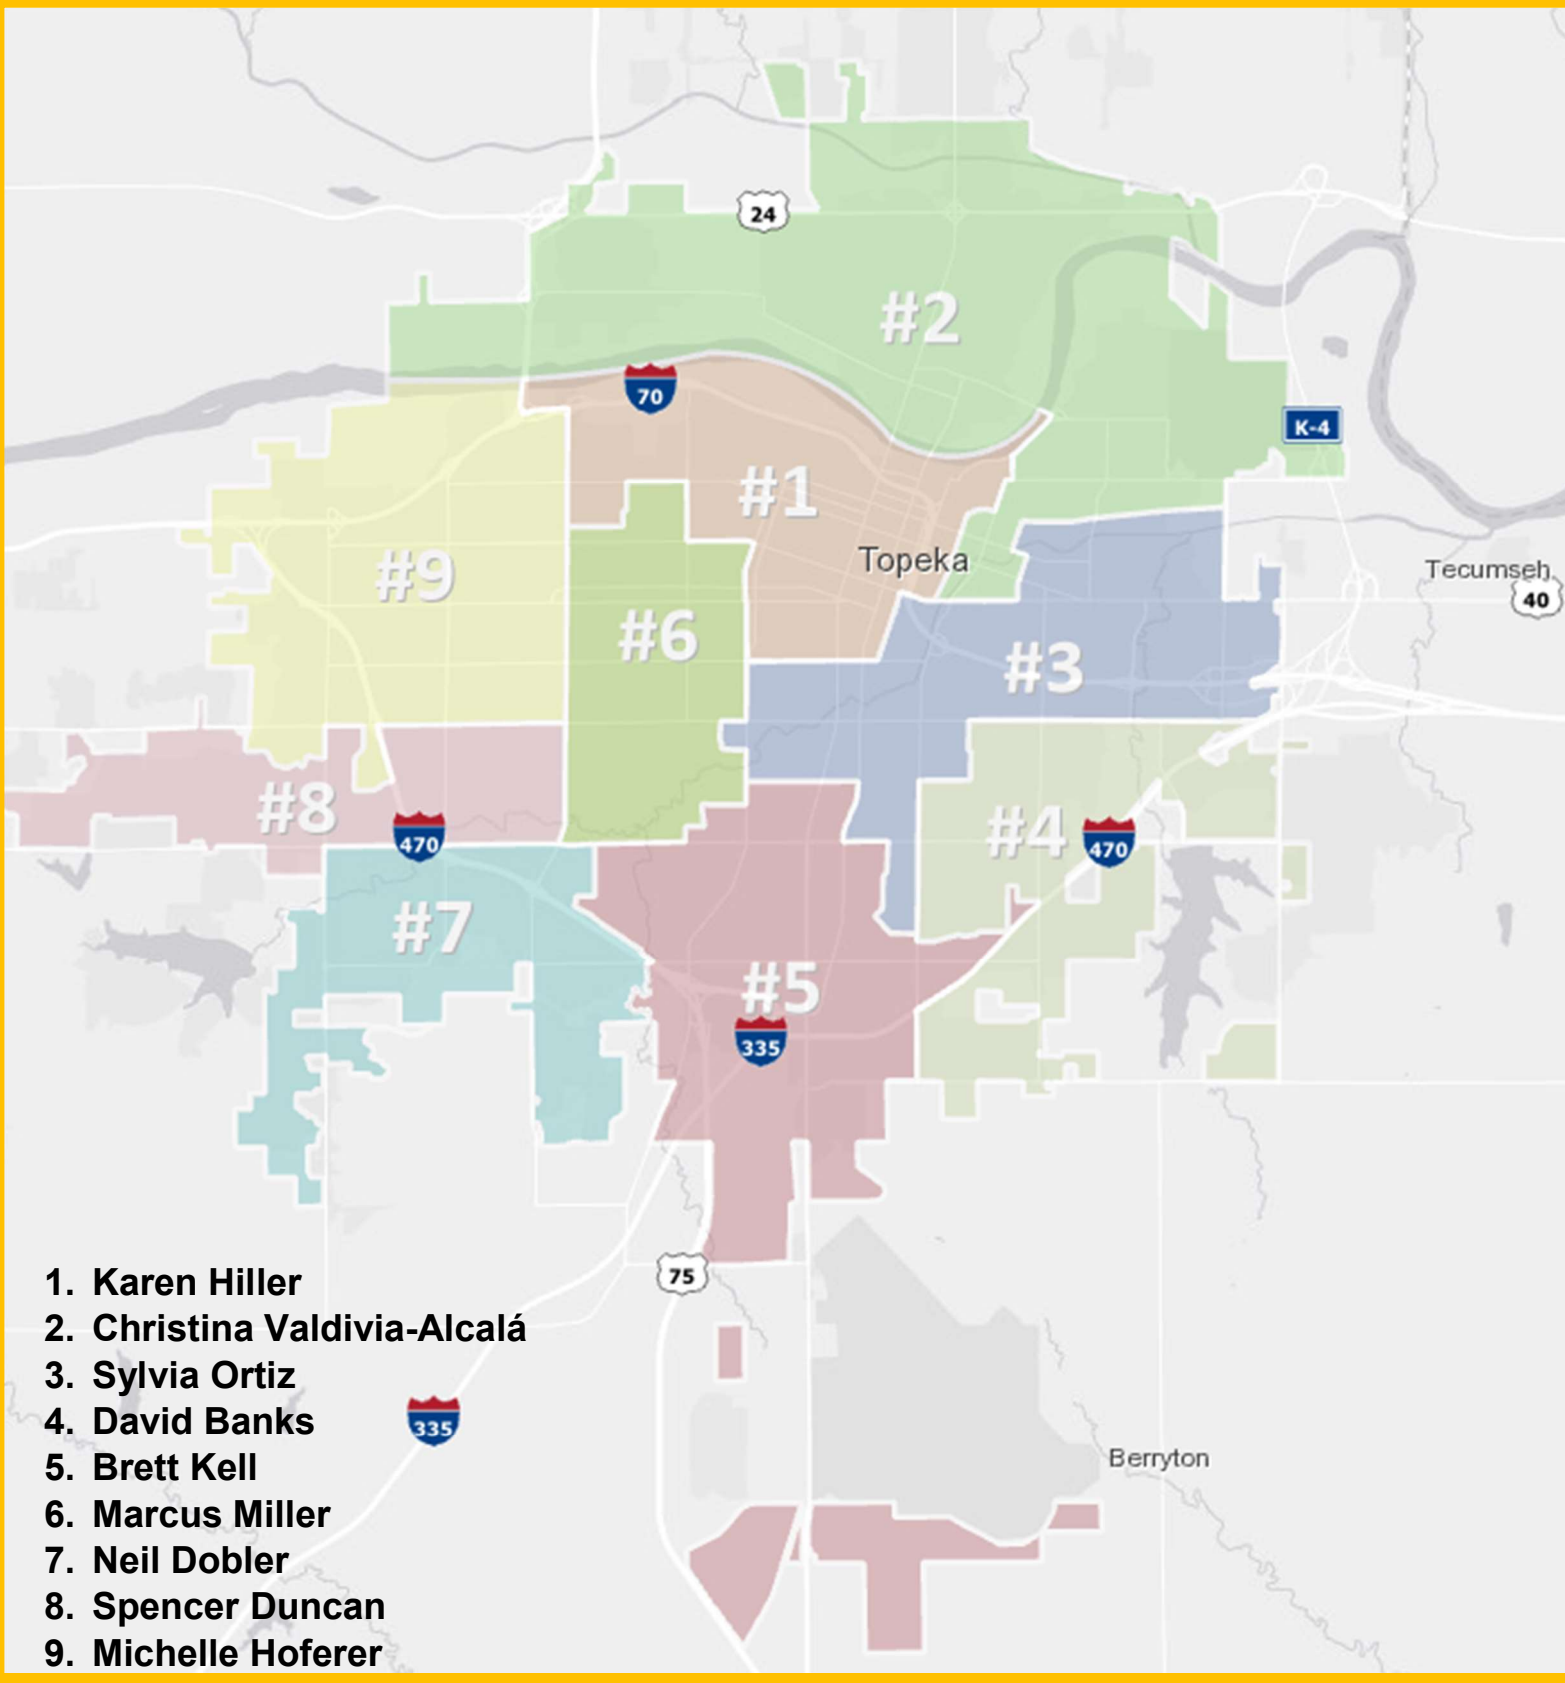 24
#2
70
K-4
#1
Topeka
Tecumseh
40
#9
#6
#3
#8
470
#4
470
#7
#5
335
75
1. Karen Hiller
2. Christina Valdivia-Alcalá
3. Sylvia Ortiz
4. David Banks
335
5. Brett Kell
Berryton
6. Marcus Miller
7. Neil Dobler
8. Spencer Duncan
9. Michelle Hoferer